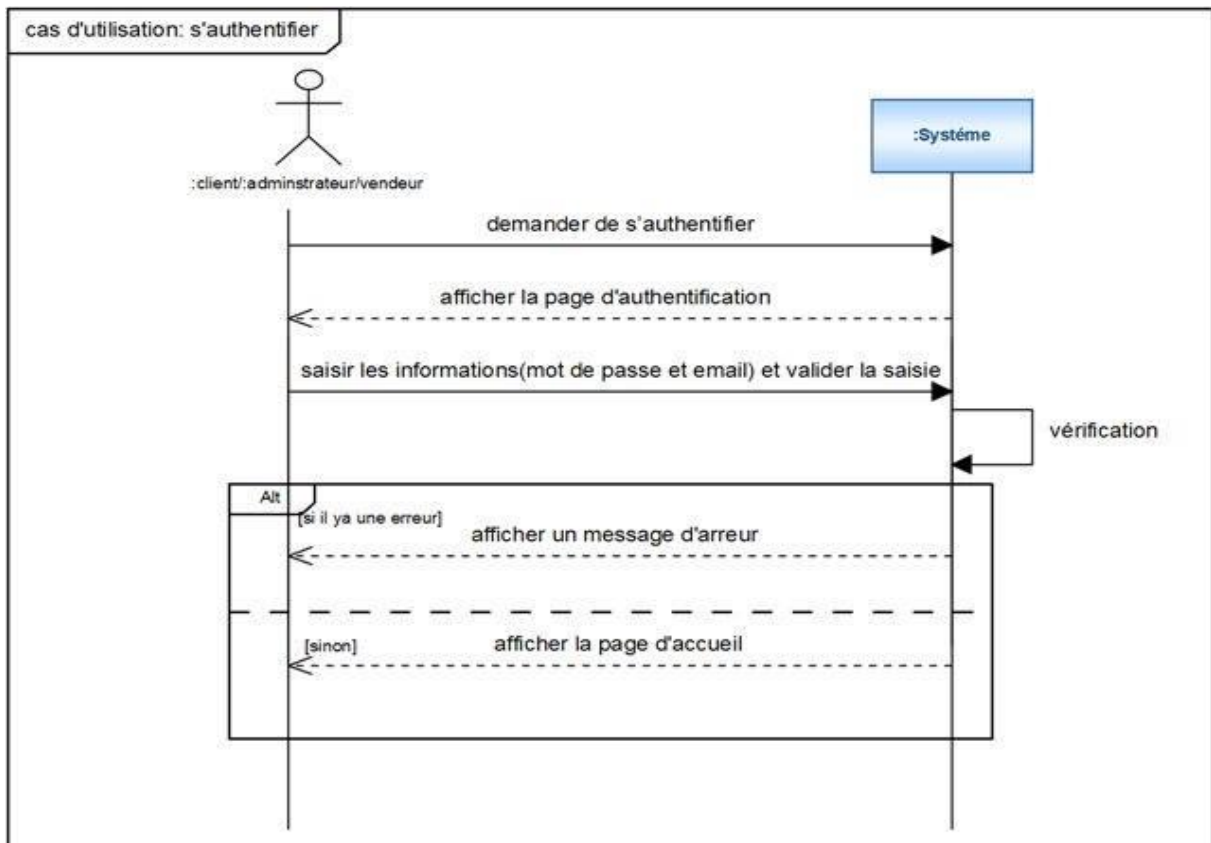 cas d'utilisation: s'authentifier
:Systéme
:client/:adminstrateur/vendeur
demander de s'authentifier
afficher la page d'authentification
saisir les informations(mot de passe et email) et valider la saisie
vérification
Alt
[si il ya une erreur]
afficher un message d'arreur
[sinon]
afficher la page d'accueil